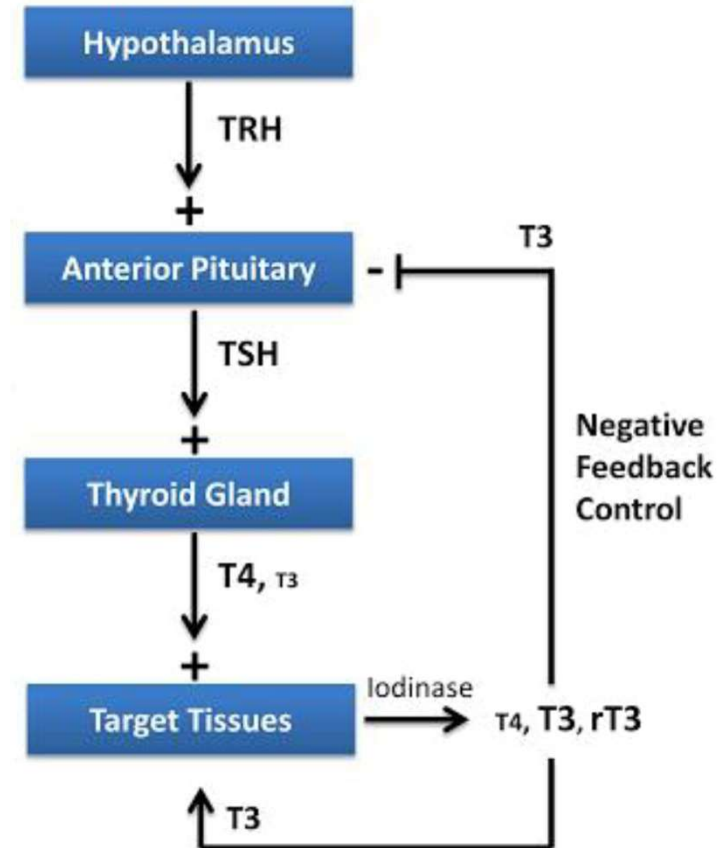 Hypothalamus
TRH
+
T3
Anterior Pituitary
-
TSH
+
Negative
Feedback
Control
Thyroid Gland
T4, T3
+
Iodinase
Target Tissues
T4, T3, rT3
T3